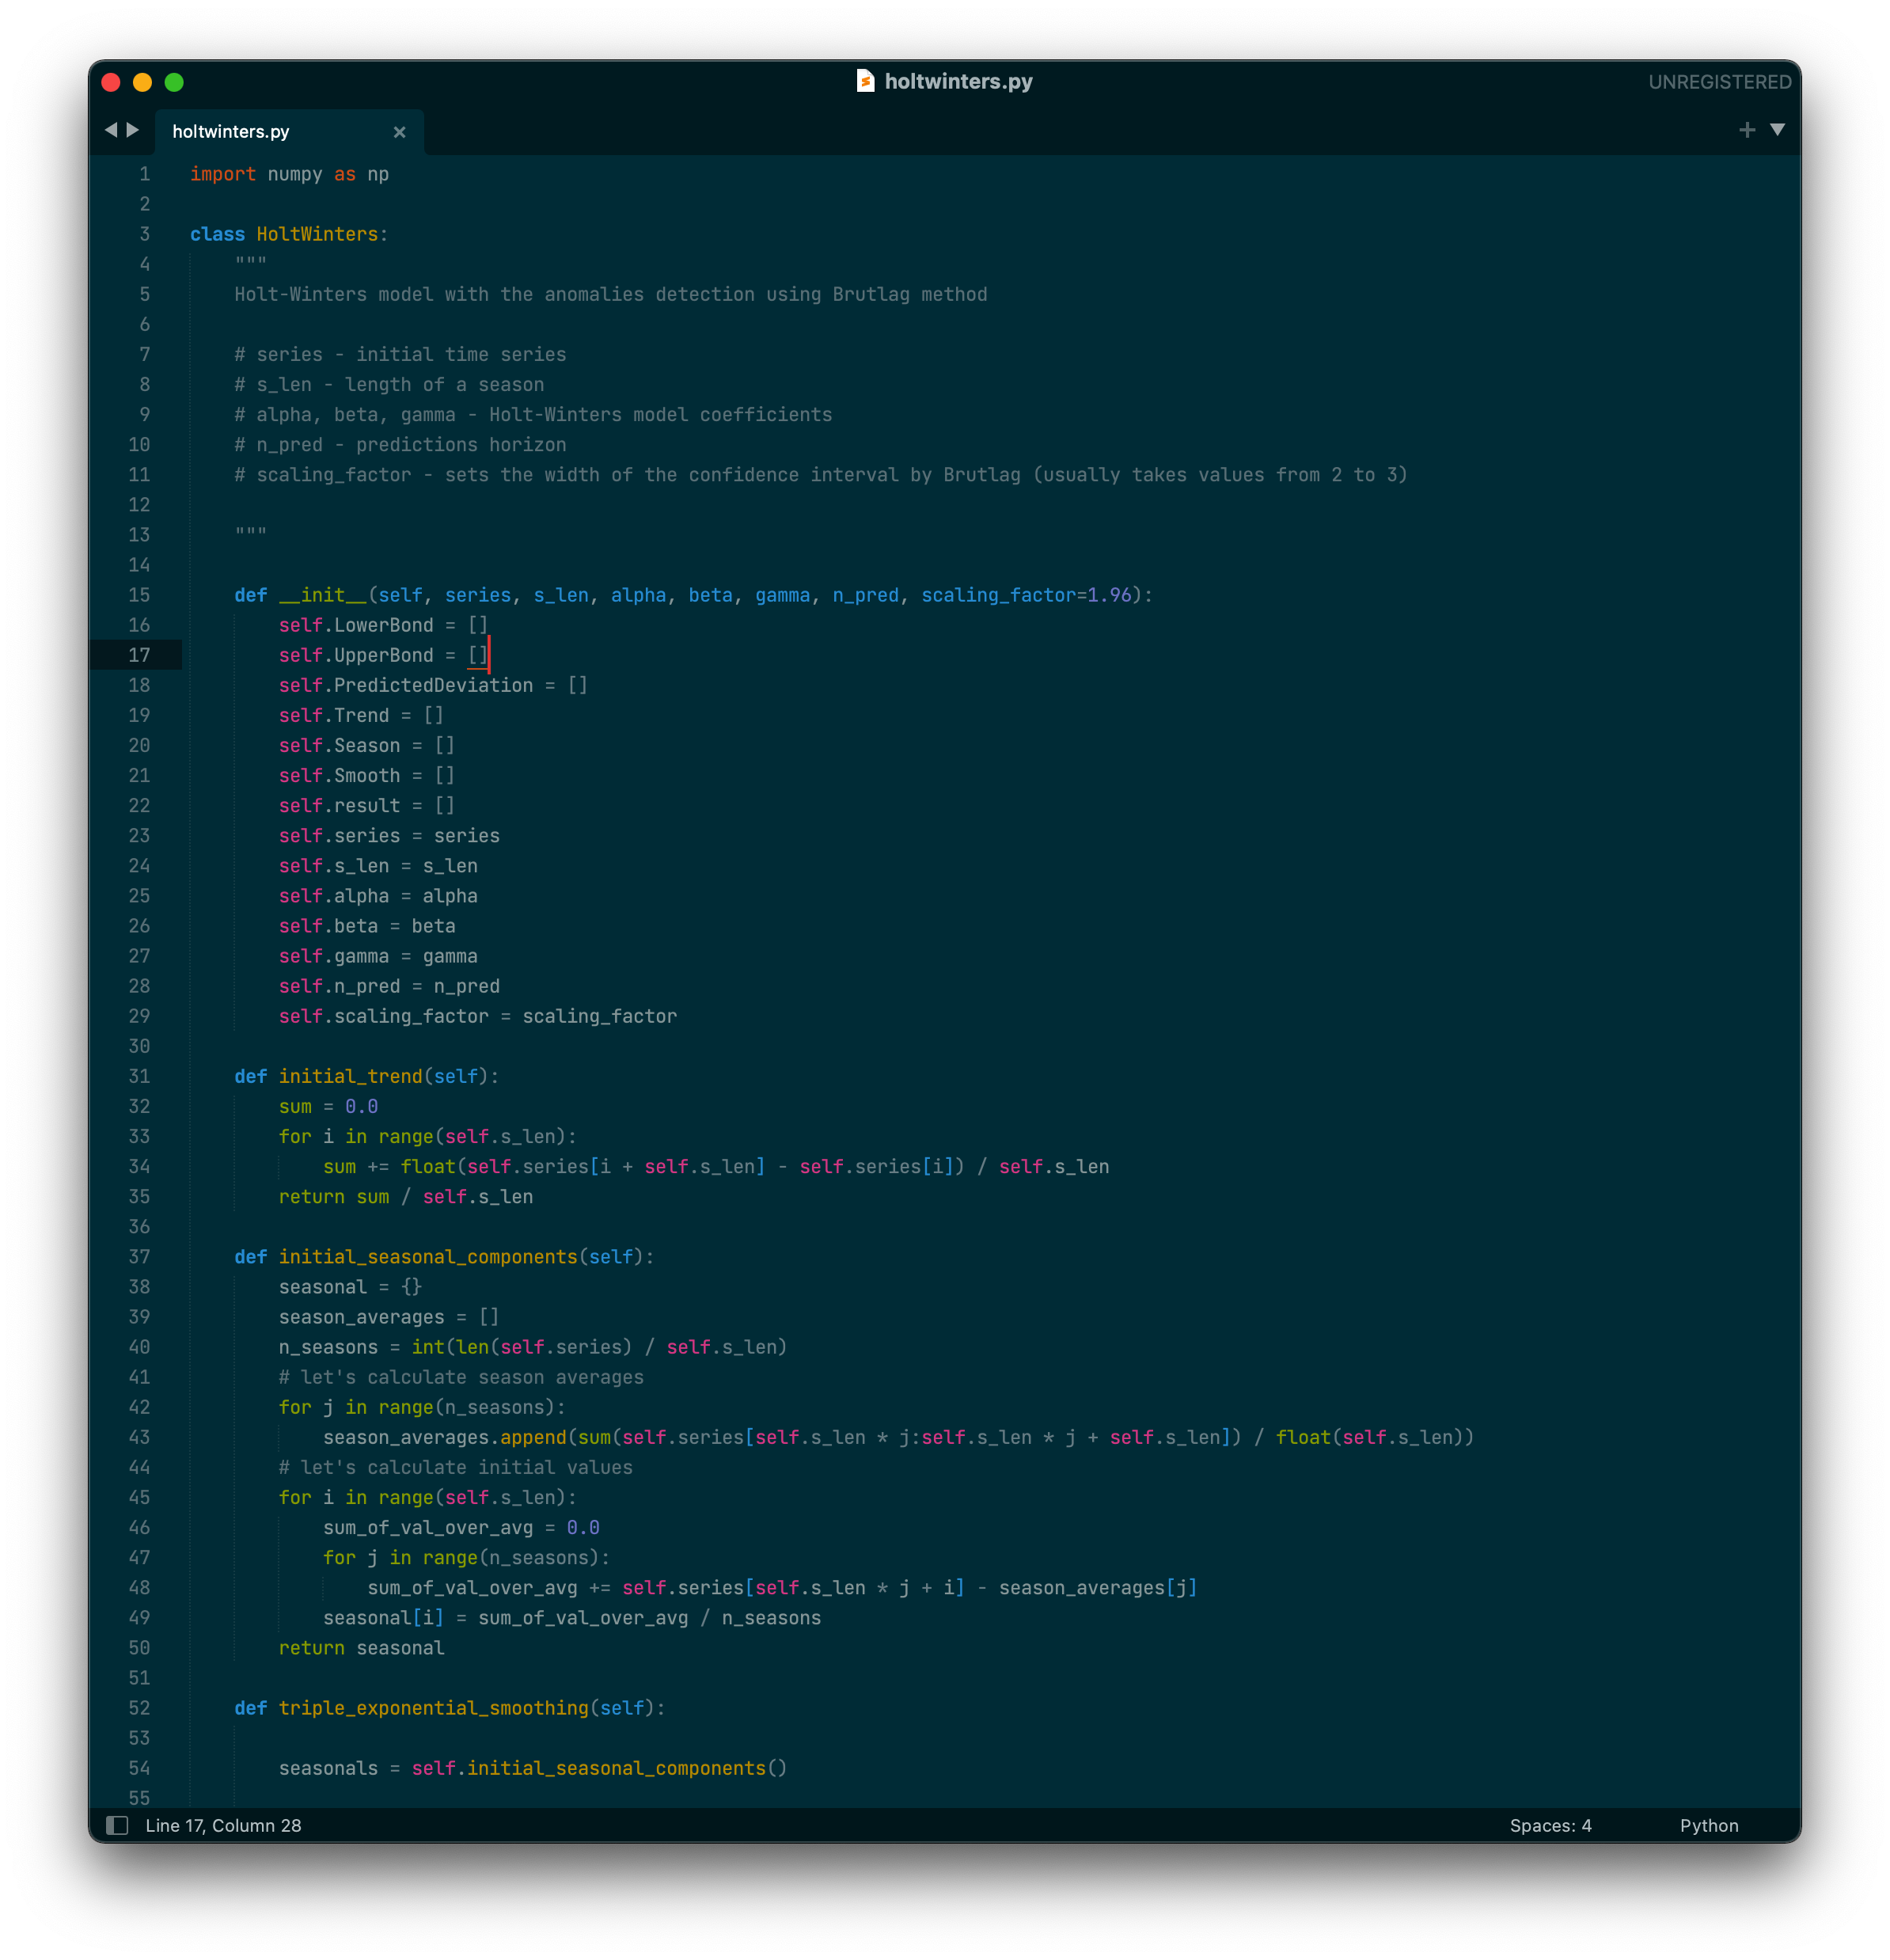 holtwinters.py
UNREGISTERED
holtwinters.py
1 import numpy as np
2
3 class HoltWinters:
4     """
5     Holt-Winters model with the anomalies detection using Brutlag method
6
7     # series - initial time series
8     # s_len - length of a season
9     # alpha, beta, gamma - Holt-Winters model coefficients
10     # n_pred - predictions horizon
11     # scaling_factor - sets the width of the confidence interval by Brutlag (usually takes values from 2 to 3)
12
13     """
14
15     def __init__(self, series, s_len, alpha, beta, gamma, n_pred, scaling_factor=1.96):
16         self.LowerBond = []
17         self.UpperBond = []
18         self.PredictedDeviation = []
19         self.Trend = []
20         self.Season = []
21         self.Smooth = []
22         self.result = []
23         self.series = series
24         self.s_len = s_len
25         self.alpha = alpha
26         self.beta = beta
27         self.gamma = gamma
28         self.n_pred = n_pred
29         self.scaling_factor = scaling_factor
30
31     def initial_trend(self):
32         sum = 0.0
33         for i in range(self.s_len):
34             sum += float(self.series[i + self.s_len] - self.series[i]) / self.s_len
35         return sum / self.s_len
36
37     def initial_seasonal_components(self):
38         seasonal = {}
39         season_averages = []
40         n_seasons = int(len(self.series) / self.s_len)
41         # let's calculate season averages
42         for j in range(n_seasons):
43             season_averages.append(sum(self.series[self.s_len * j:self.s_len * j + self.s_len]) / float(self.s_len))
44         # let's calculate initial values
45         for i in range(self.s_len):
46             sum_of_val_over_avg = 0.0
47             for j in range(n_seasons):
48                 sum_of_val_over_avg += self.series[self.s_len * j + i] - season_averages[j]
49             seasonal[i] = sum_of_val_over_avg / n_seasons
50         return seasonal
51
52     def triple_exponential_smoothing(self):
53
54         seasonals = self.initial_seasonal_components()
55
Line 17, Column 28
Spaces: 4
Python